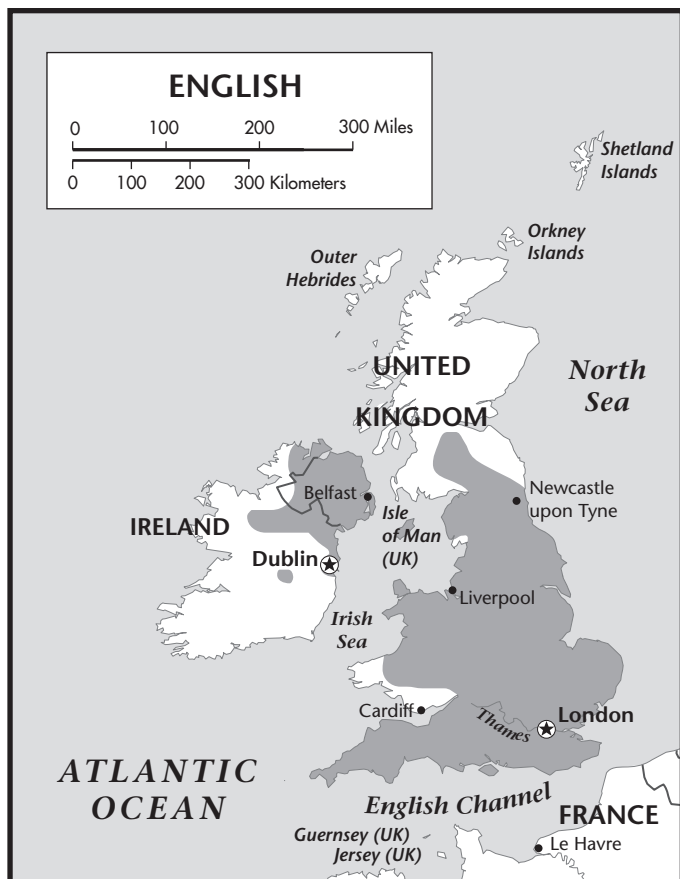 ENGLISH
0 100 200 300 Miles
0 100 200 300 Kilometers
Shetland
Islands
Orkney
Islands
Outer
Hebrides
UNITED
KINGDOM
North
Sea
Belfast
Newcastle
upon Tyne
Isle
of Man
(UK)
IRELAND
Dublin
Liverpool
Irish
Sea
Cardiff
Thames
London
ATLANTIC
OCEAN
English Channel
FRANCE
Guernsey (UK)
Jersey (UK)
Le Havre